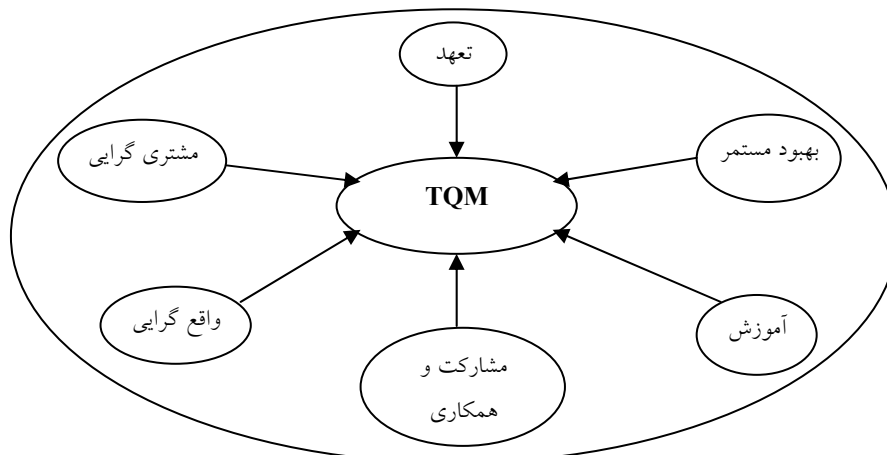 تعهد
مشتری گرایی
بهبود مستمر
TQM
واقع گرایی
آموزش
مشارکت و
همکاری